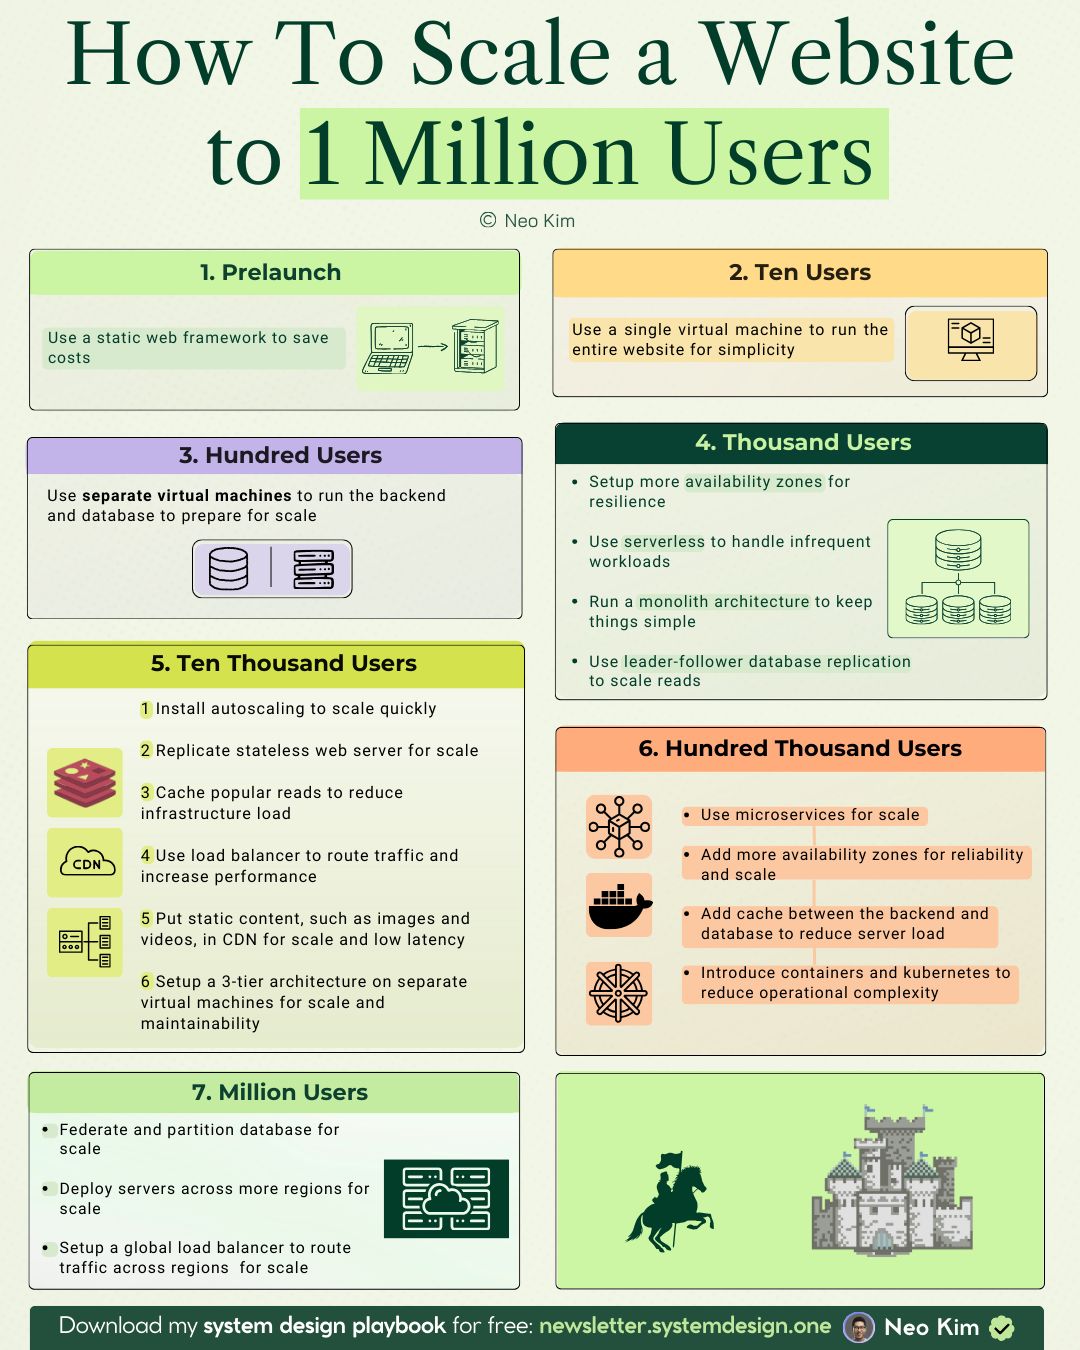 How To Scale a Website
to 1 Million Users
© Neo Kim
1. Prelaunch
Use a static web framework to save
costs
2. Ten Users
Use a single virtual machine to run the
entire website for simplicity
3. Hundred Users
Use separate virtual machines to run the backend
and database to prepare for scale
4. Thousand Users
• Setup more availability zones for
resilience
• Use serverless to handle infrequent
workloads
• Run a monolith architecture to keep
things simple
• Use leader-follower database replication
to scale reads
5. Ten Thousand Users
1 Install autoscaling to scale quickly
2 Replicate stateless web server for scale
3 Cache popular reads to reduce
infrastructure load
CDN
4 Use load balancer to route traffic and
increase performance
5 Put static content, such as images and
videos, in CDN for scale and low latency
6 Setup a 3-tier architecture on separate
virtual machines for scale and
maintainability
6. Hundred Thousand Users
• Use microservices for scale
• Add more availability zones for reliability
and scale
• Add cache between the backend and
database to reduce server load
• Introduce containers and kubernetes to
reduce operational complexity
7. Million Users
• Federate and partition database for
scale
• Deploy servers across more regions for
scale
• Setup a global load balancer to route
traffic across regions for scale
Download my system design playbook for free: newsletter.systemdesign.one Neo Kim